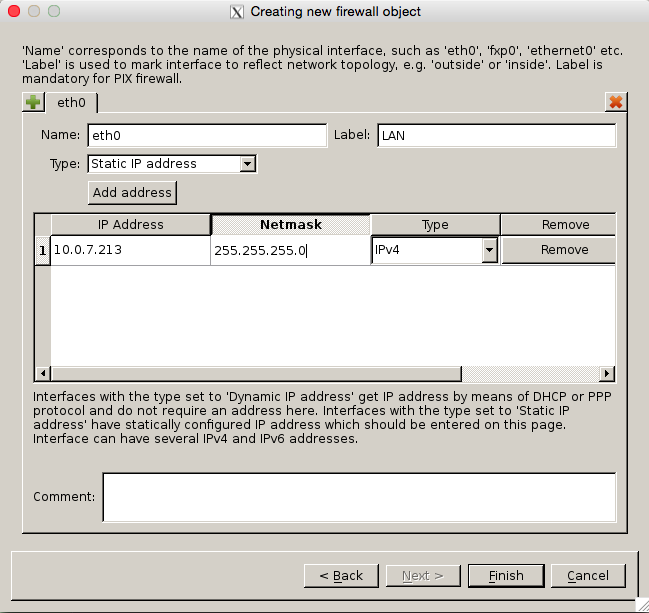 Creating new firewall object
'Name' corresponds to the name of the physical interface, such as 'eth0', 'fxp0', 'ethernet0' etc.
'Label' is used to mark interface to reflect network topology, e.g. 'outside' or 'inside'. Label is
mandatory for PIX firewall.
eth0
Name: eth0 Label: LAN
Type: Static IP address
Add address
IP Address Netmask Type Remove
1 10.0.7.213 255.255.255.0 IPv4 Remove
Interfaces with the type set to 'Dynamic IP address' get IP address by means of DHCP or PPP
protocol and do not require an address here. Interfaces with the type set to 'Static IP
address' have statically configured IP address which should be entered on this page.
Interface can have several IPv4 and IPv6 addresses.
Comment:
< Back Next > Finish Cancel